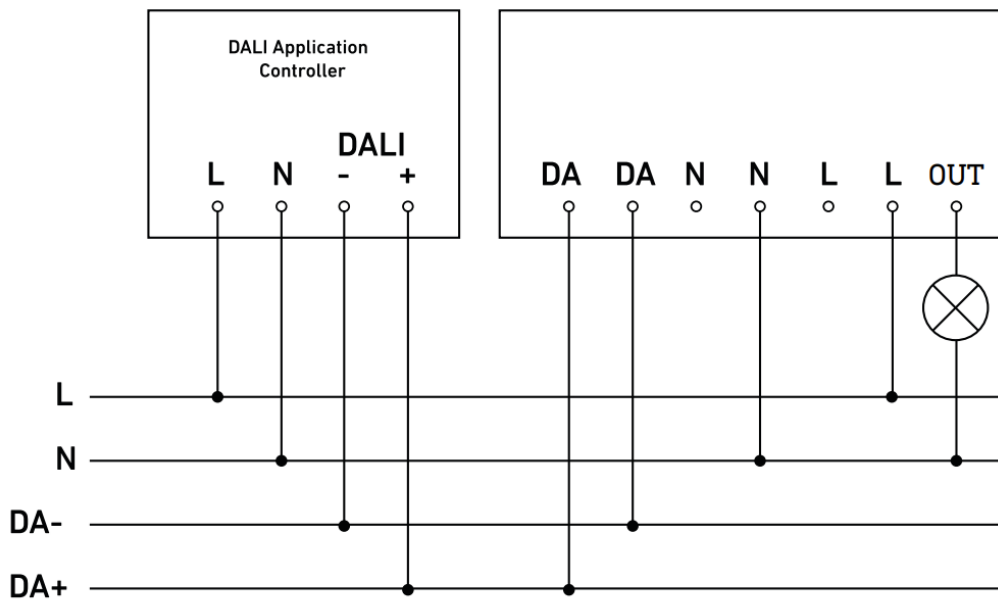 DALI Application
Controller
DALI
L N - +
DA DA N N L L OUT
L
N
DA-
DA+